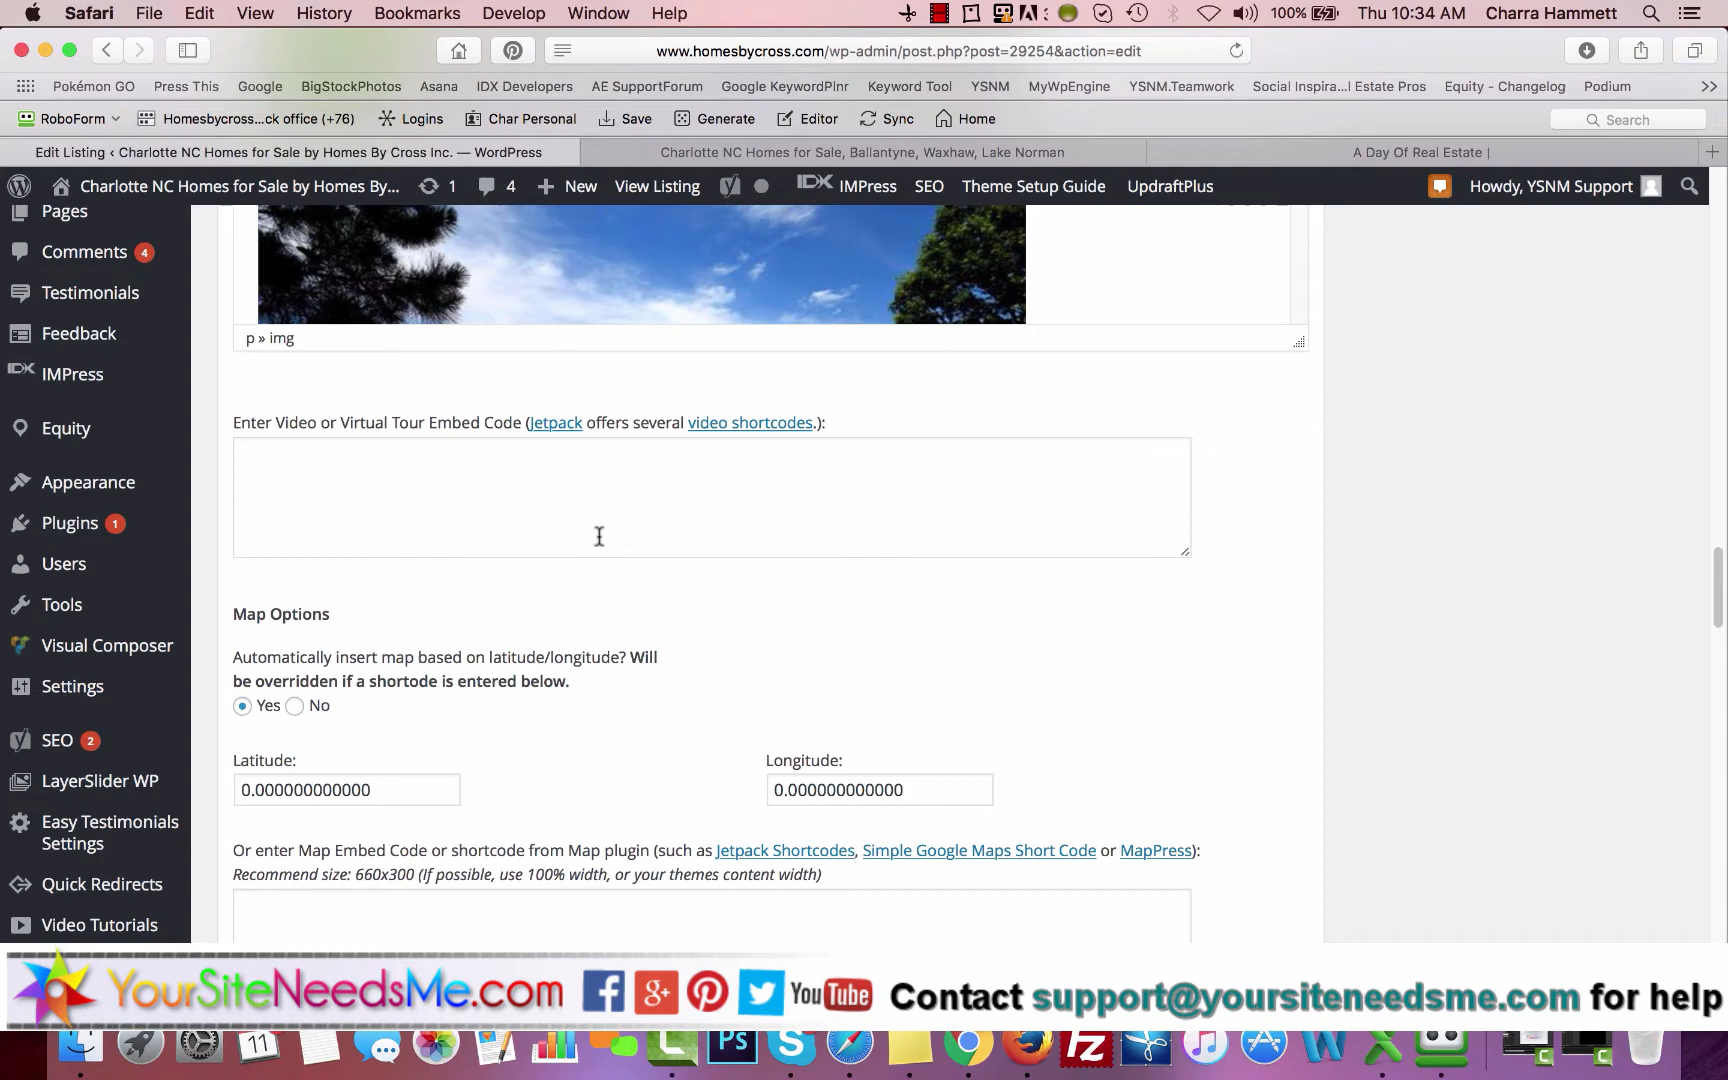 Safari File Edit View History Bookmarks Develop Window Help 100% Thu 10:34 AM Charra Hammett
www.homesbycross.com/wp-admin/post.php?post=29254&action=edit
Pokémon GO Press This Google BigStockPhotos Asana IDX Developers AE SupportForum Google KeywordPlnr Keyword Tool YSNM MyWpEngine YSNM.Teamwork Social Inspira...l Estate Pros Equity - Changelog Podium
RoboForm Homesbycross....ck office (+76) Logins Char Personal Save Generate Editor Sync Home Search
Edit Listing ‹ Charlotte NC Homes for Sale by Homes By Cross Inc. — WordPress Charlotte NC Homes for Sale, Ballantyne, Waxhaw, Lake Norman A Day Of Real Estate |
Charlotte NC Homes for Sale by Homes By... 1 4 New View Listing IDX IMPress SEO Theme Setup Guide UpdraftPlus Howdy, YSNM Support
Pages
Comments 4
Testimonials
Feedback
IDX IMPress
Equity
Appearance
Plugins 1
Users
Tools
Visual Composer
Settings
SEO 2
LayerSlider WP
Easy Testimonials
Settings
Quick Redirects
Video Tutorials
p » img
Enter Video or Virtual Tour Embed Code (Jetpack offers several video shortcodes.):
Map Options
Automatically insert map based on latitude/longitude? Will
be overridden if a shortode is entered below.
Yes No
Latitude: Longitude:
0.000000000000 0.000000000000
Or enter Map Embed Code or shortcode from Map plugin (such as Jetpack Shortcodes, Simple Google Maps Short Code or MapPress):
Recommend size: 660x300 (If possible, use 100% width, or your themes content width)
YourSiteNeedsMe.com f g+ You Tube Contact support@yoursiteneedsme.com for help
11 Ps S FZ W X